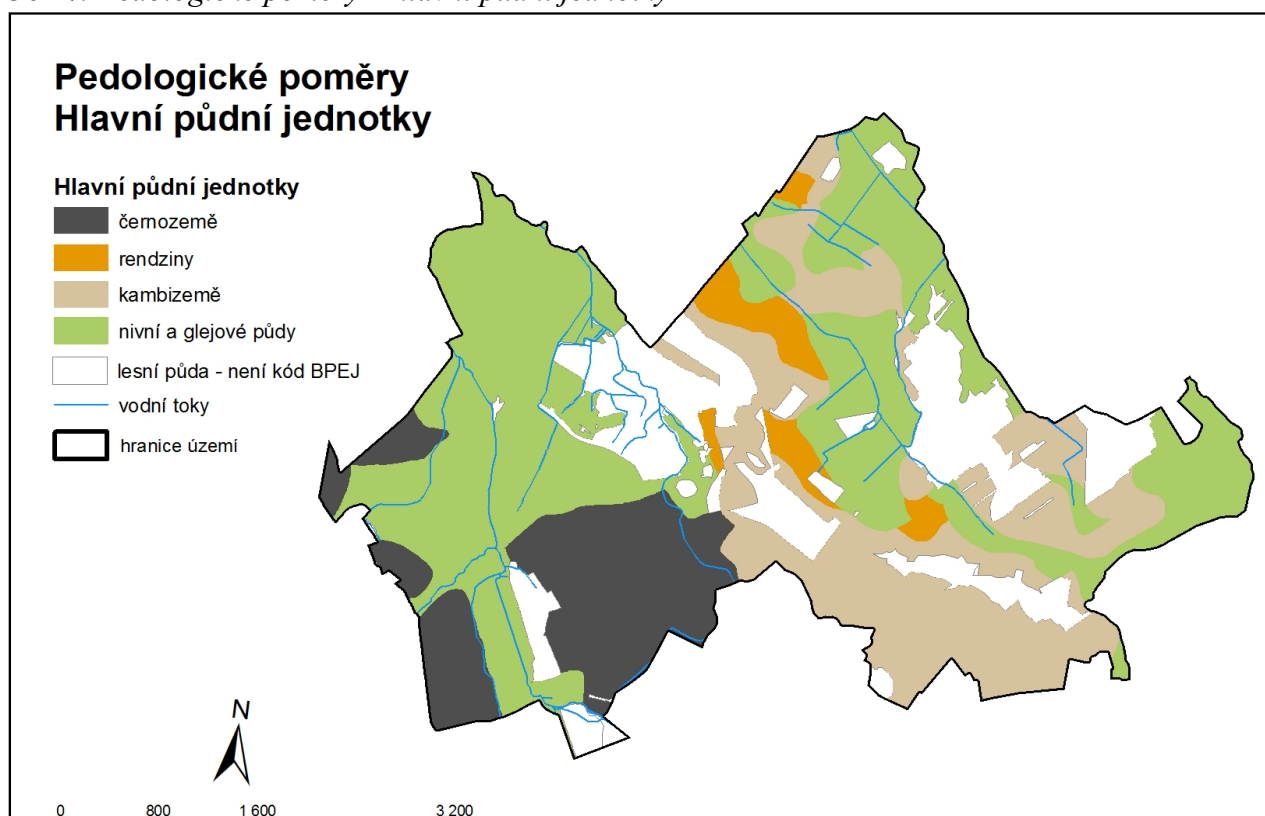 Pedologické poměry
Hlavní půdní jednotky
Hlavní půdní jednotky
černozemě
rendziny
kambizemě
nivní a glejové půdy
lesní půda - není kód BPEJ
vodní toky
hranice území
N
0 800 1 600 3 200